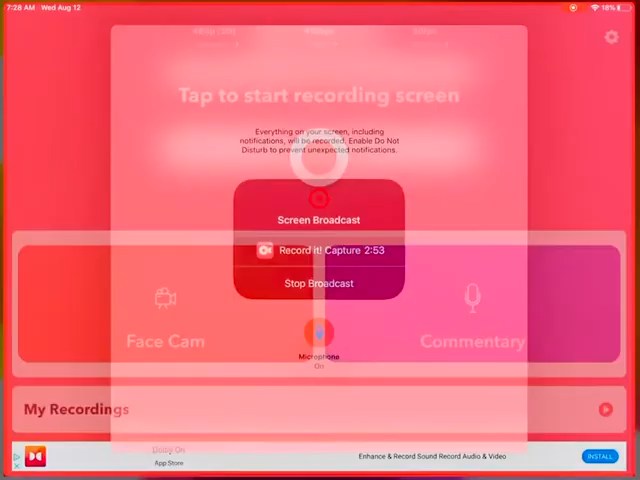 7:28 AM Wed Aug 12
18%
Tap to start recording screen
Everything on your screen, including
notifications, will be recorded. Enable Do Not
Disturb to prevent unexpected notifications.
Screen Broadcast
Record it! Capture 2:53
Stop Broadcast
Face Cam
Commentary
Microphone
On
My Recordings
Dolby On
App Store
Enhance & Record Sound Record Audio & Video
INSTALL